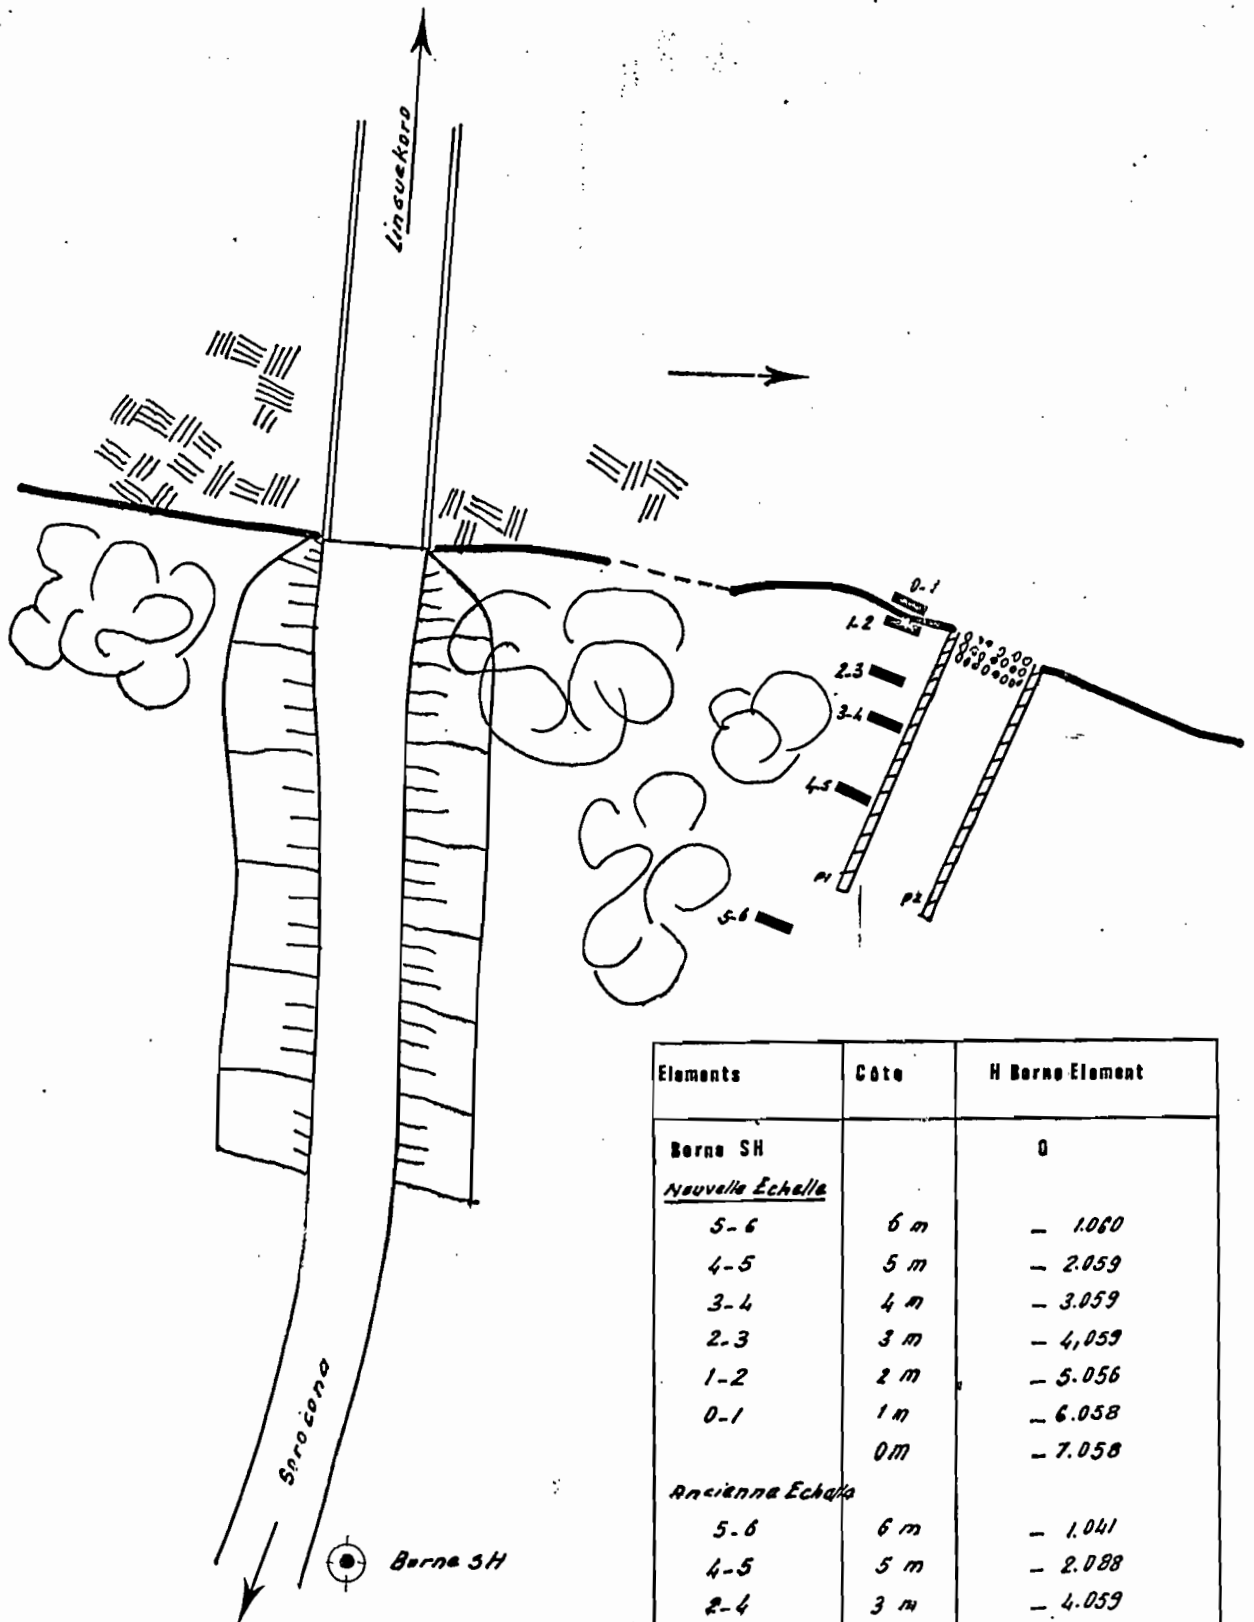 Linguekoro
0-1
1-2
2-3
3-4
4-5
P1
P2
5-6
Elements Côte H Borne Element
Borne SH 0
Nouvelle Echelle
5-6 6 m - 1.060
4-5 5 m - 2.059
3-4 4 m - 3.059
2.3 3 m - 4,059
1-2 2 m - 5.056
0-1 1 m - 6.058
0m - 7.058
Ancienne Echelle
5.6 6 m - 1.041
4-5 5 m - 2.088
2-4 3 m - 4.059
Borne SH